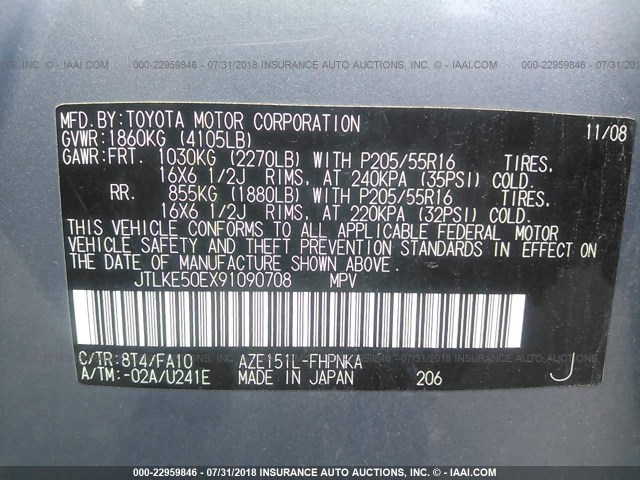 000-22959846 - 07/31/2018 - INSURANCE AUTO AUCTIONS - © - IAAI.COM
MFD.BY:TOYOTA MOTOR CORPORATION 11/08
GVWR:1860KG (4105LB)
GAWR:FRT. 1030KG (2270LB) WITH P205/55R16 TIRES,
16X6 1/2J RIMS, AT 240KPA (35PSI) COLD.
RR. 855KG (1880LB) WITH P205/55R16 TIRES,
16X6 1/2J RIMS, AT 220KPA (32PSI) COLD.
THIS VEHICLE CONFORMS TO ALL APPLICABLE FEDERAL MOTOR
VEHICLE SAFETY AND THEFT PREVENTION STANDARDS IN EFFECT ON
THE DATE OF MANUFACTURE SHOWN ABOVE.
JTLKE50EX91090708 MPV
C/TR:8T4/FA10 AZE151L-FHPNKA
A/TM:-02A/U241E MADE IN JAPAN 206 J
000-22959846 - 07/31/2018 - INSURANCE AUTO AUCTIONS - © - IAAI.COM